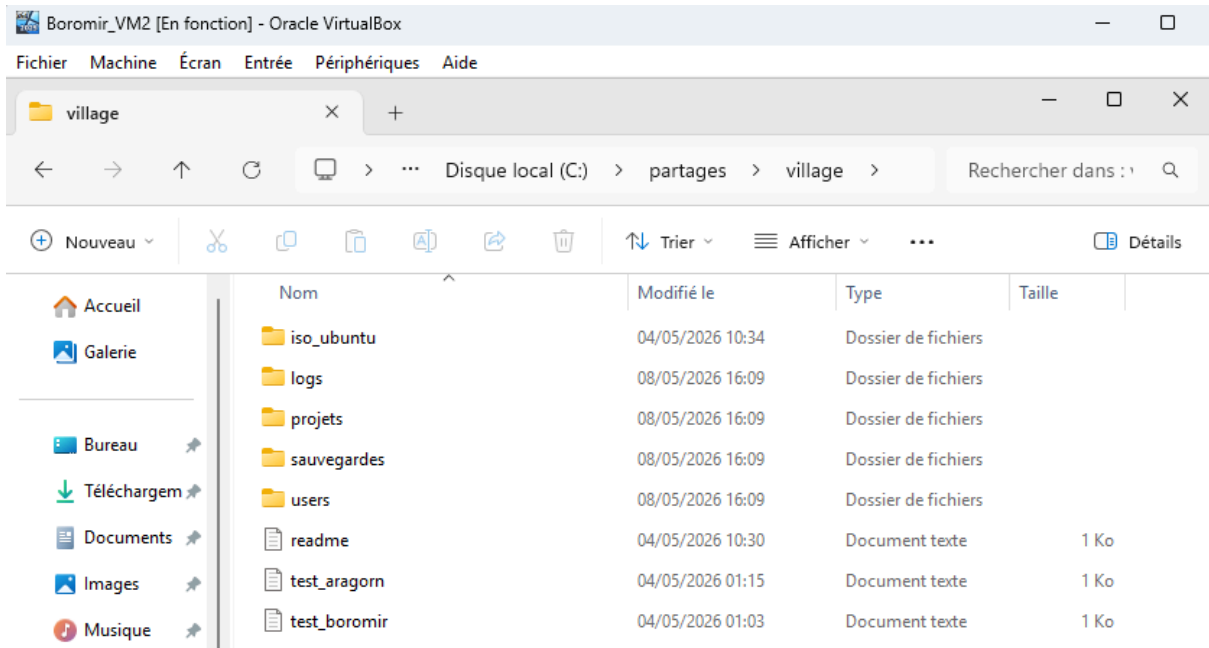 Boromir_VM2 [En fonction] - Oracle VirtualBox
Fichier Machine Écran Entrée Périphériques Aide
village
Disque local (C:) > partages > village > Rechercher dans :
Nouveau Trier Afficher ... Détails
Nom Modifié le Type Taille
Accueil
Galerie
Bureau
Téléchargem
Documents
Images
Musique
iso_ubuntu 04/05/2026 10:34 Dossier de fichiers
logs 08/05/2026 16:09 Dossier de fichiers
projets 08/05/2026 16:09 Dossier de fichiers
sauvegardes 08/05/2026 16:09 Dossier de fichiers
users 08/05/2026 16:09 Dossier de fichiers
readme 04/05/2026 10:30 Document texte 1 Ko
test_aragorn 04/05/2026 01:15 Document texte 1 Ko
test_boromir 04/05/2026 01:03 Document texte 1 Ko